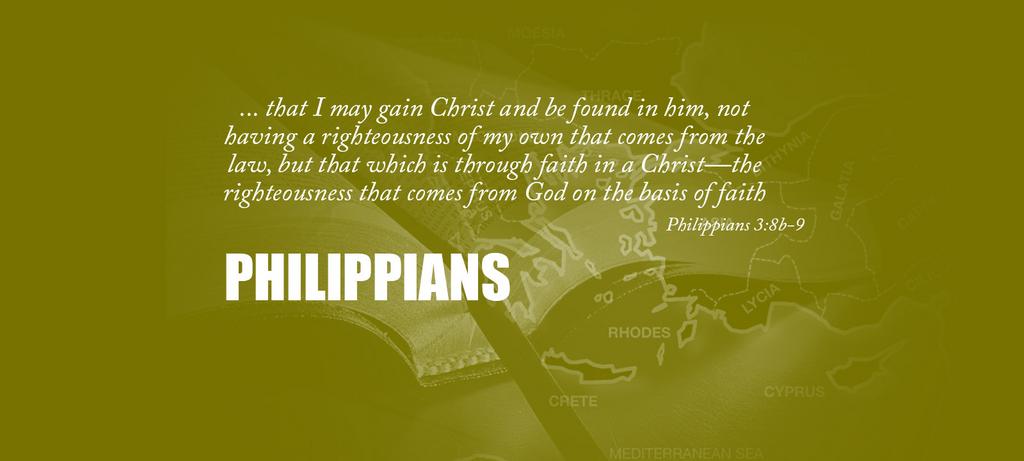 MOESIA
THRACE
... that I may gain Christ and be found in him, not
having a righteousness of my own that comes from the
law, but that which is through faith in a Christ—the
righteousness that comes from God on the basis of faith
Philippians 3:8b-9
PHILIPPIANS
GALATIA
LYCIA
RHODES
CYPRUS
CRETE
MEDITERRANEAN SEA